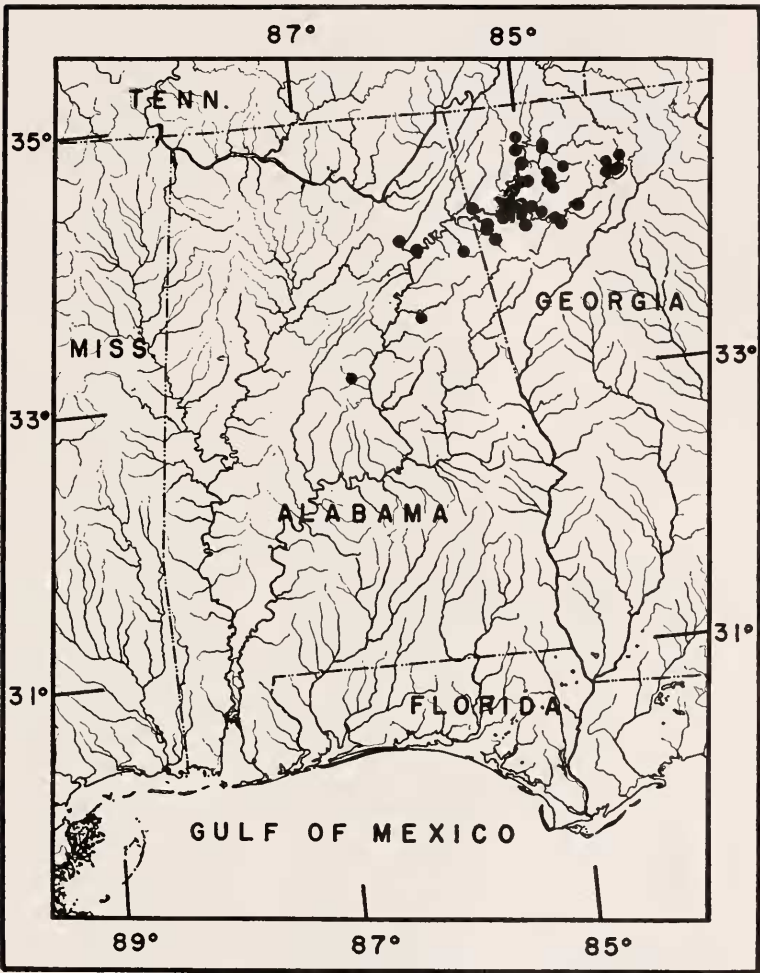 87° 85°
TENN.
35°
GEORGIA
MISS
33°
33°
ALABAMA
31°
31°
FLORIDA
GULF OF MEXICO
89° 87° 85°